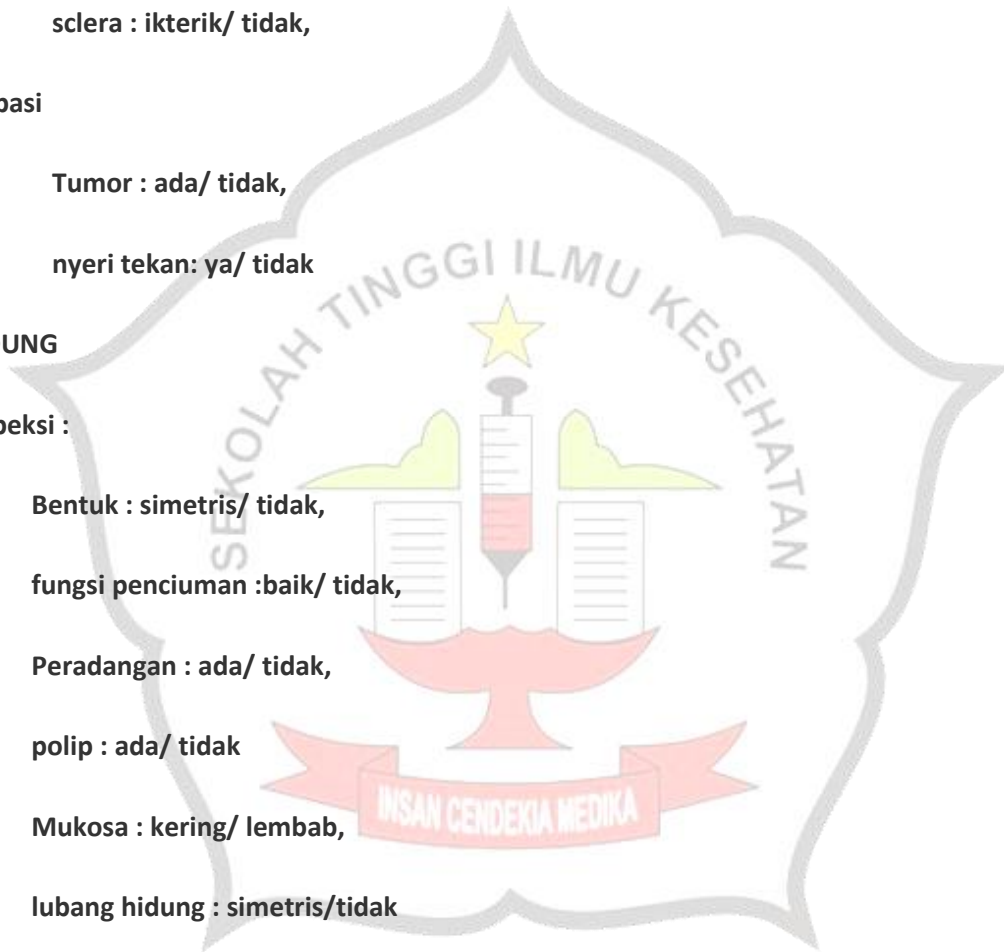 sclera : ikterik/ tidak,
pasi
Tumor : ada/ tidak,
nyeri tekan: ya/ tidak
UNG
peksi :
Bentuk : simetris/ tidak,
fungsi penciuman :baik/ tidak,
Peradangan : ada/ tidak,
polip : ada/ tidak
Mukosa : kering/ lembab,
lubang hidung : simetris/tidak
SEKOLAH TINGGI ILMU KESEHATAN
INSAN CENDEKIA MEDIKA